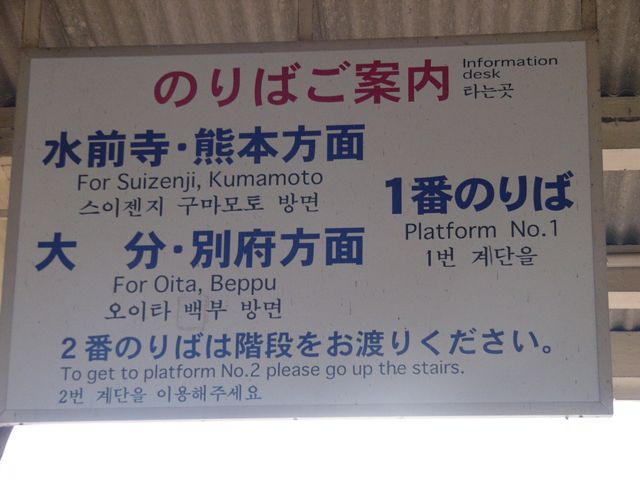 のりばご案内
Information
desk
타는곳
水前寺・熊本方面
For Suizenji, Kumamoto
스이젠지 구마모토 방면
大 分・別府方面
For Oita, Beppu
오이타 백부 방면
1番のりば
Platform No.1
1번 계단을
2番のりばは階段をお渡りください。
To get to platform No.2 please go up the stairs.
2번 계단을 이용해주세요